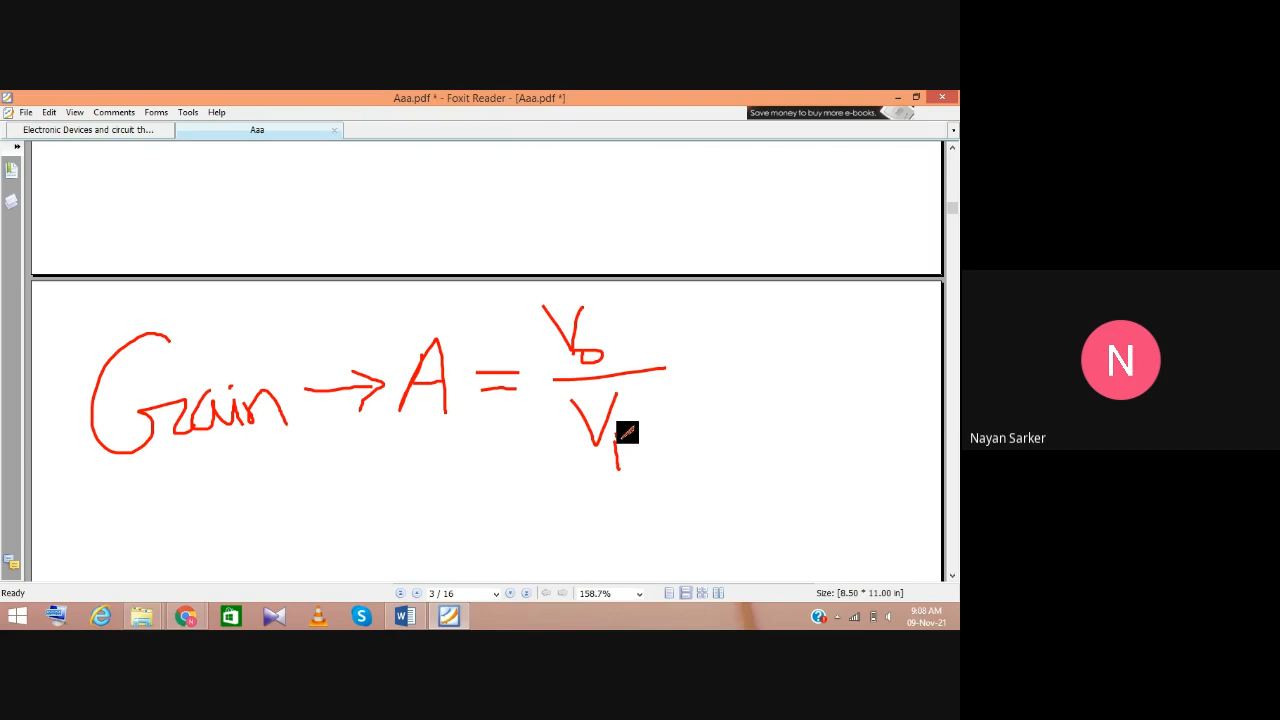 Aaa.pdf * - Foxit Reader - [Aaa.pdf *]
File Edit View Comments Forms Tools Help
Save money to buy more e-books.
Electronic Devices and circuit th...
Aaa
Gain → A = Vo / Vi
N
Nayan Sarker
Ready
3 / 16
158.7%
Size: [8.50 * 11.00 in]
9:08 AM
09-Nov-21